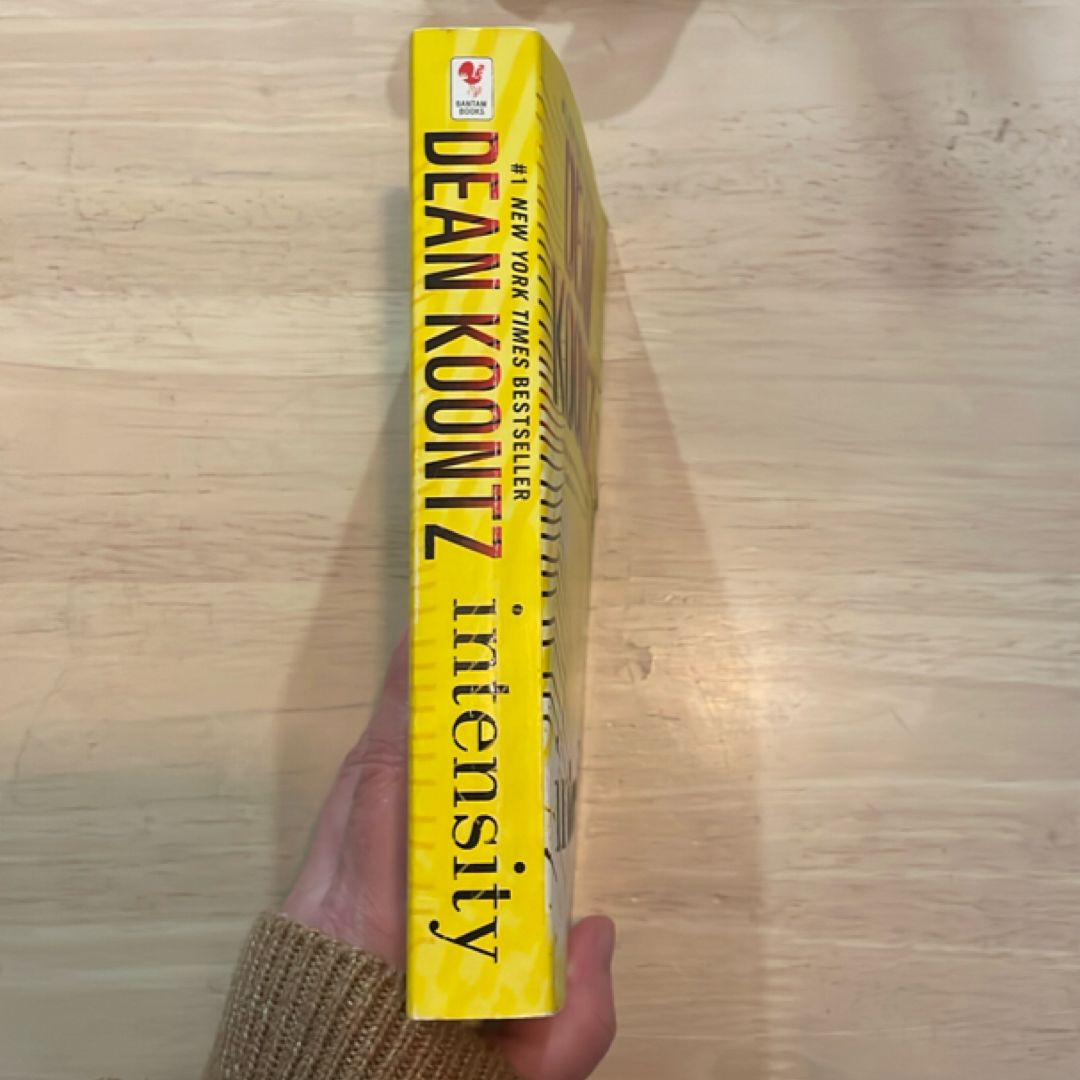 BANTAM
BOOKS
DEAN KOONTZ
#1 NEW YORK TIMES BESTSELLER
intensity